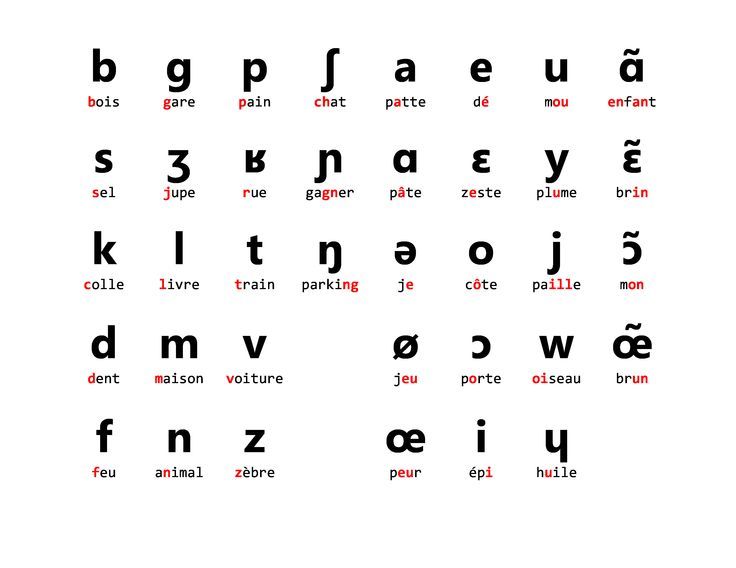 b g p ʃ a e u ɑ̃
bois gare pain chat patte dé mou enfant
s ʒ ʁ ɲ ɑ ɛ y ɛ̃
sel jupe rue gagner pâte zeste plume brin
k l t ŋ ə o j ɔ̃
colle livre train parking je côte paille mon
d m v ø ɔ w œ̃
dent maison voiture jeu porte oiseau brun
f n z œ i ɥ
feu animal zèbre peur épi huile